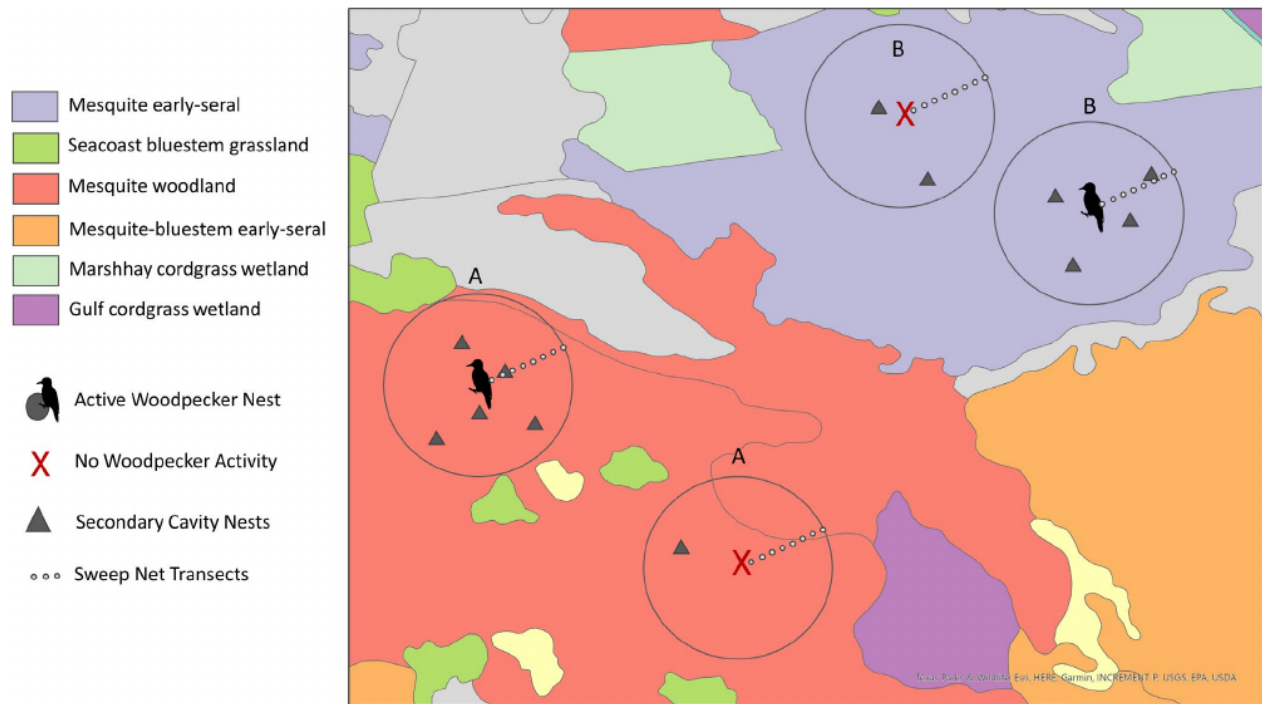 Mesquite early-seral
Seacoast bluestem grassland
Mesquite woodland
Mesquite-bluestem early-seral
Marshhay cordgrass wetland
Gulf cordgrass wetland
Active Woodpecker Nest
X No Woodpecker Activity
Secondary Cavity Nests
Sweep Net Transects
B
X
B
A
A
X
Texas Parks & Wildlife, Esri, HERE, Garmin, INCREMENT P, USGS, EPA, USDA